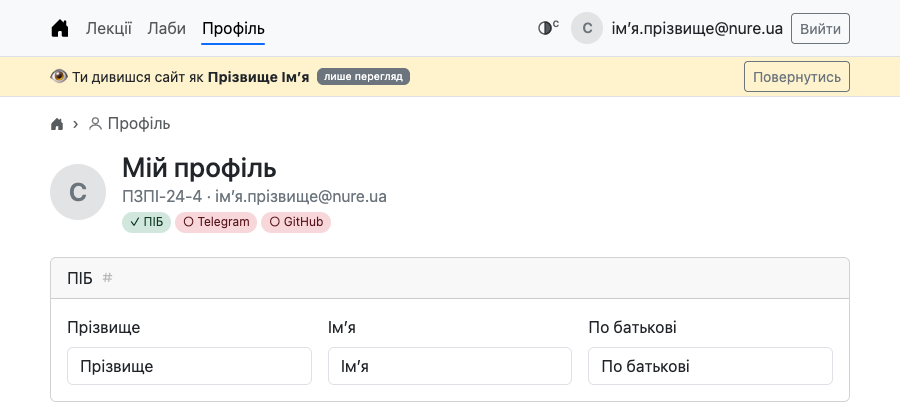 Лекції Лаби Профіль C C ім’я.прізвище@nure.ua Вийти
Ти дивишся сайт як Прізвище Ім’я лише перегляд Повернутись
› Профіль
C
Мій профіль
ПЗПІ-24-4 · ім’я.прізвище@nure.ua
✓ ПІБ Telegram GitHub
ПІБ #
Прізвище Ім’я По батькові
Прізвище Ім’я По батькові